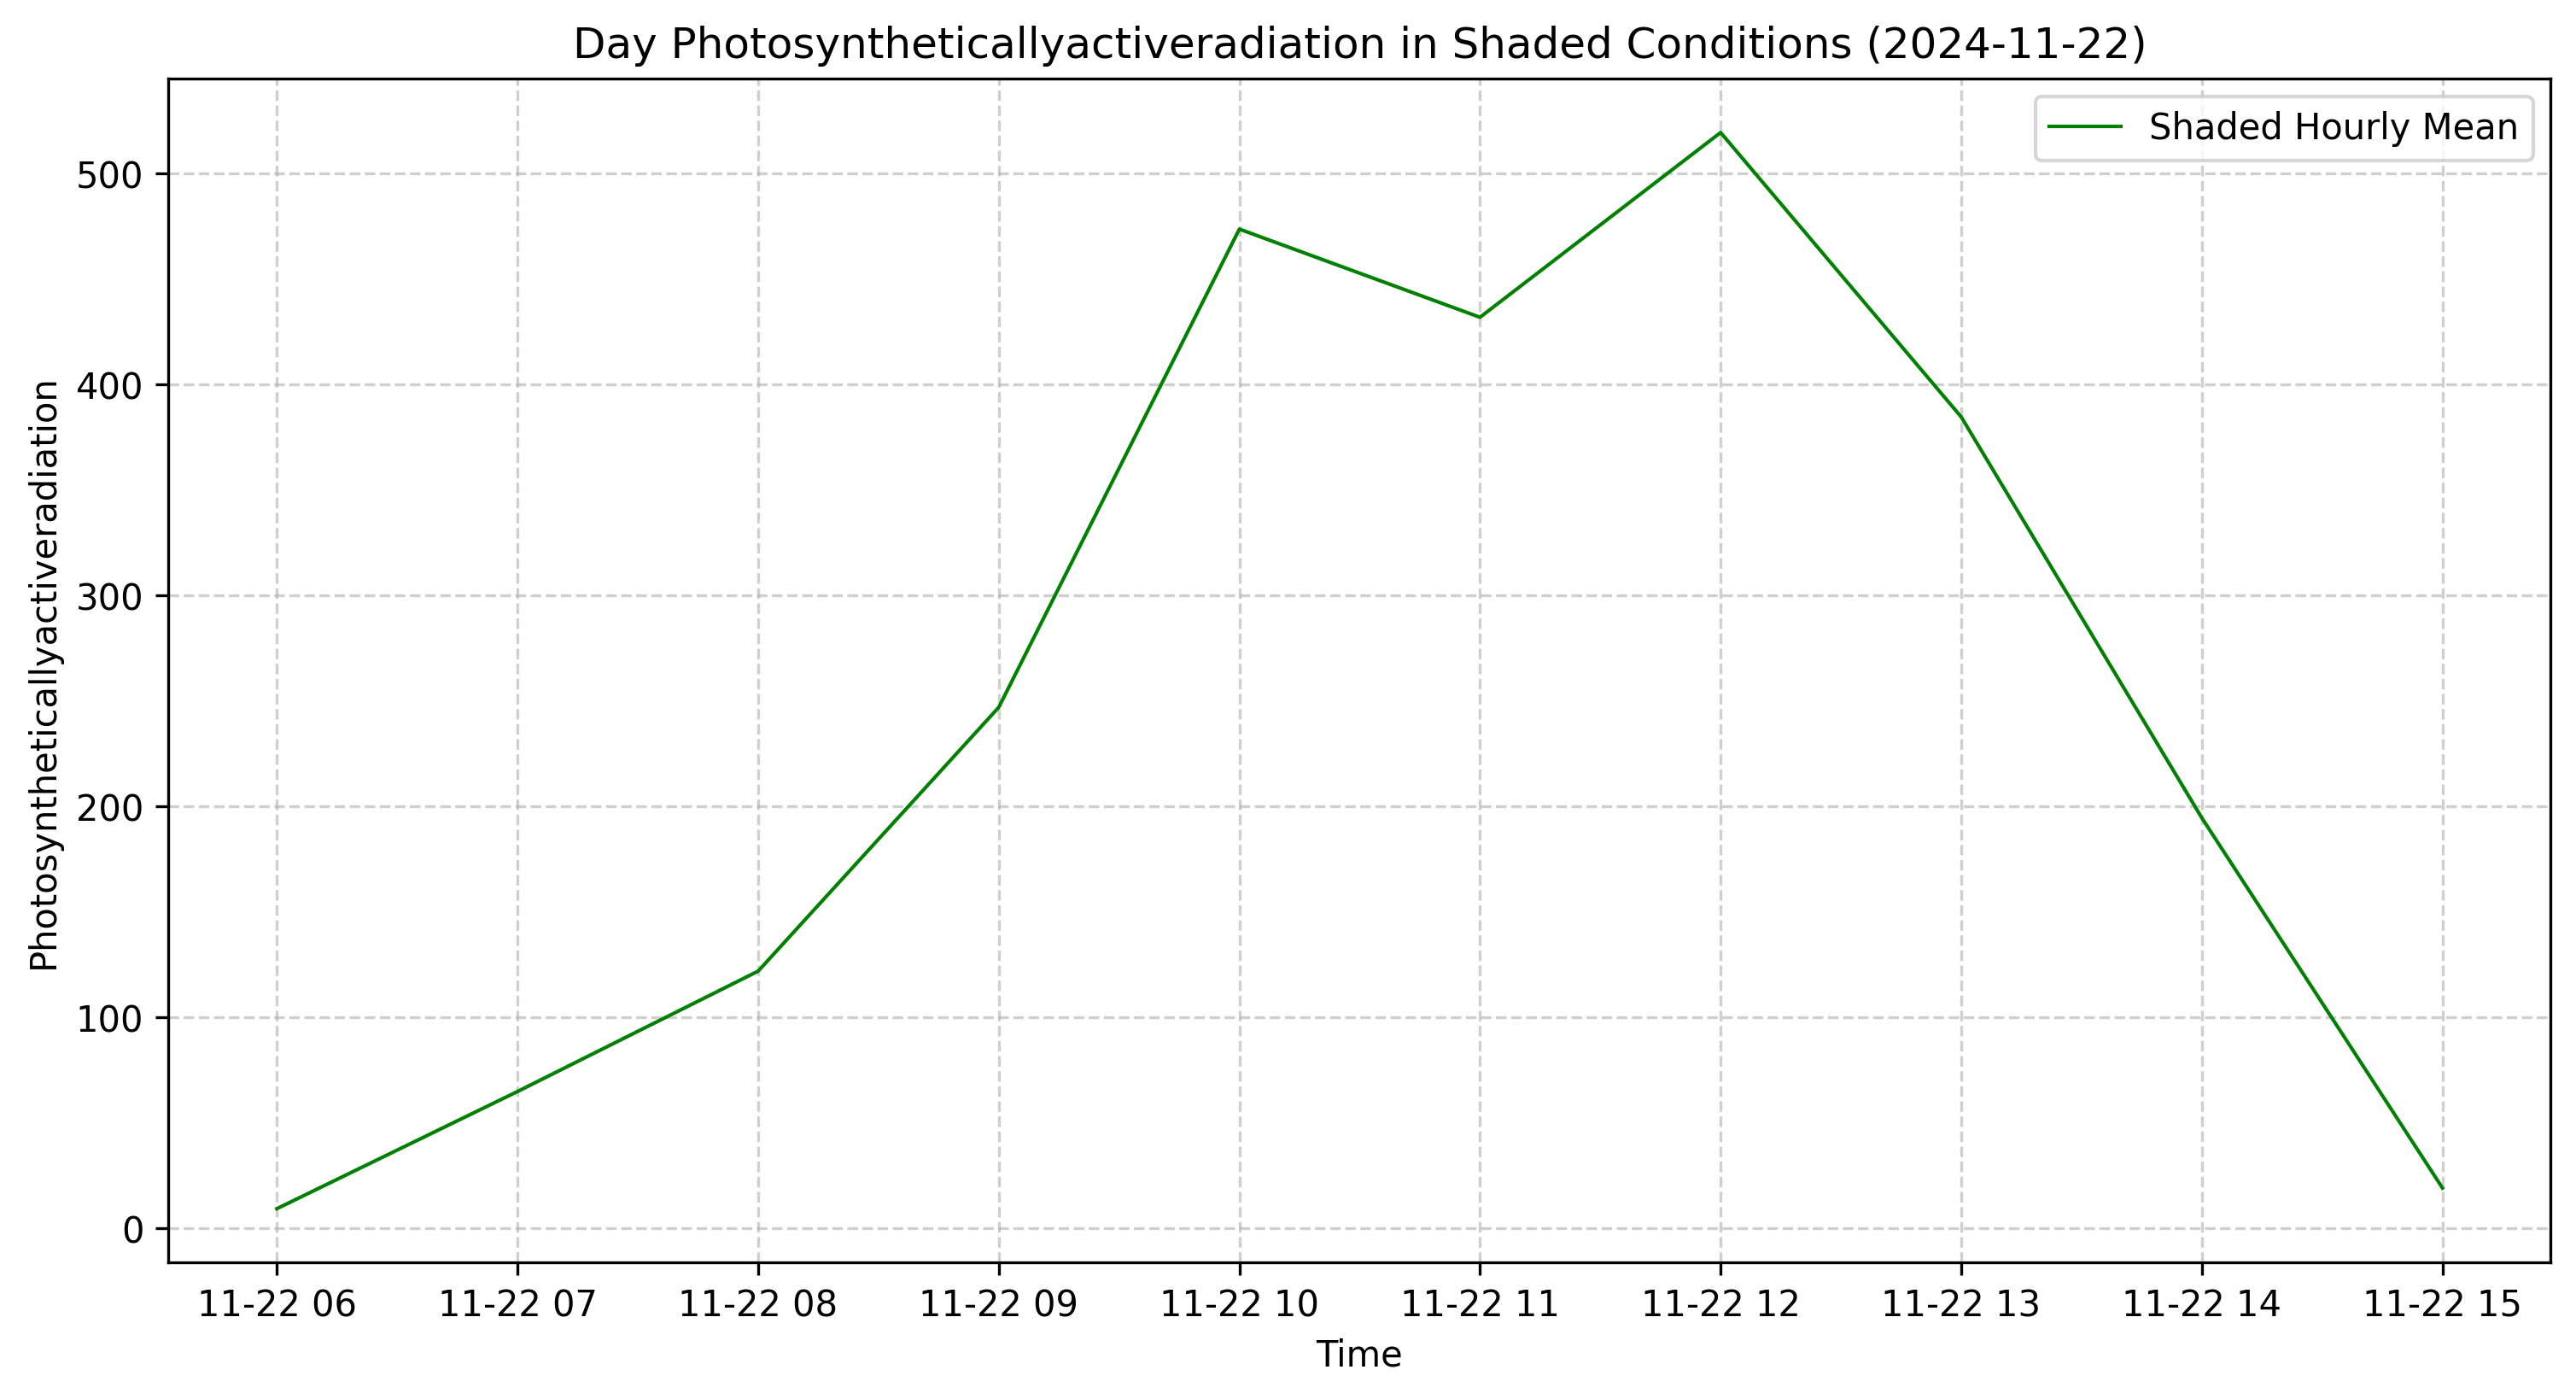 Day Photosyntheticallyactiveradiation in Shaded Conditions (2024-11-22)
Shaded Hourly Mean
Photosyntheticallyactiveradiation
500
400
300
200
100
0
11-22 06 11-22 07 11-22 08 11-22 09 11-22 10 11-22 11 11-22 12 11-22 13 11-22 14 11-22 15
Time